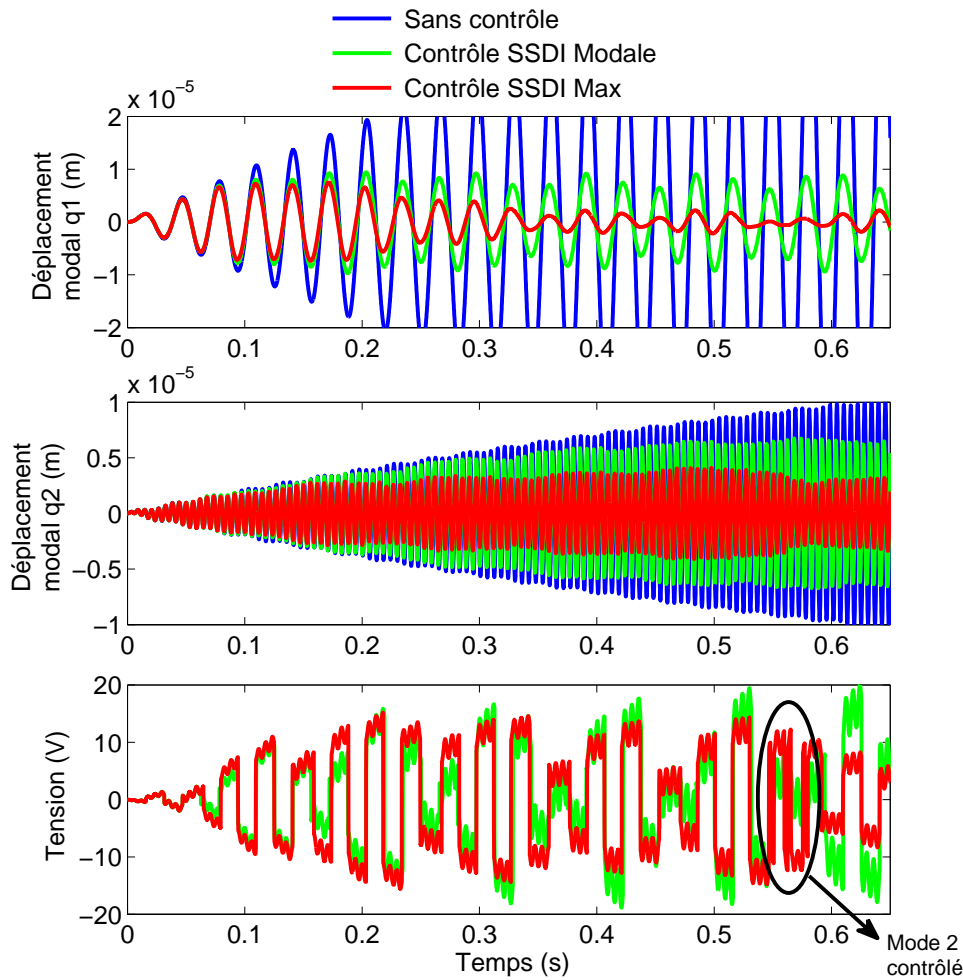 Sans contrôle
Contrôle SSDI Modale
Contrôle SSDI Max
x 10⁻⁵
2
1
0
−1
−2
Déplacement
modal q1 (m)
0 0.1 0.2 0.3 0.4 0.5 0.6
x 10⁻⁵
1
0.5
0
−0.5
−1
Déplacement
modal q2 (m)
0 0.1 0.2 0.3 0.4 0.5 0.6
20
10
0
−10
−20
Tension (V)
0 0.1 0.2 0.3 0.4 0.5 0.6
Temps (s)
Mode 2
contrôlé